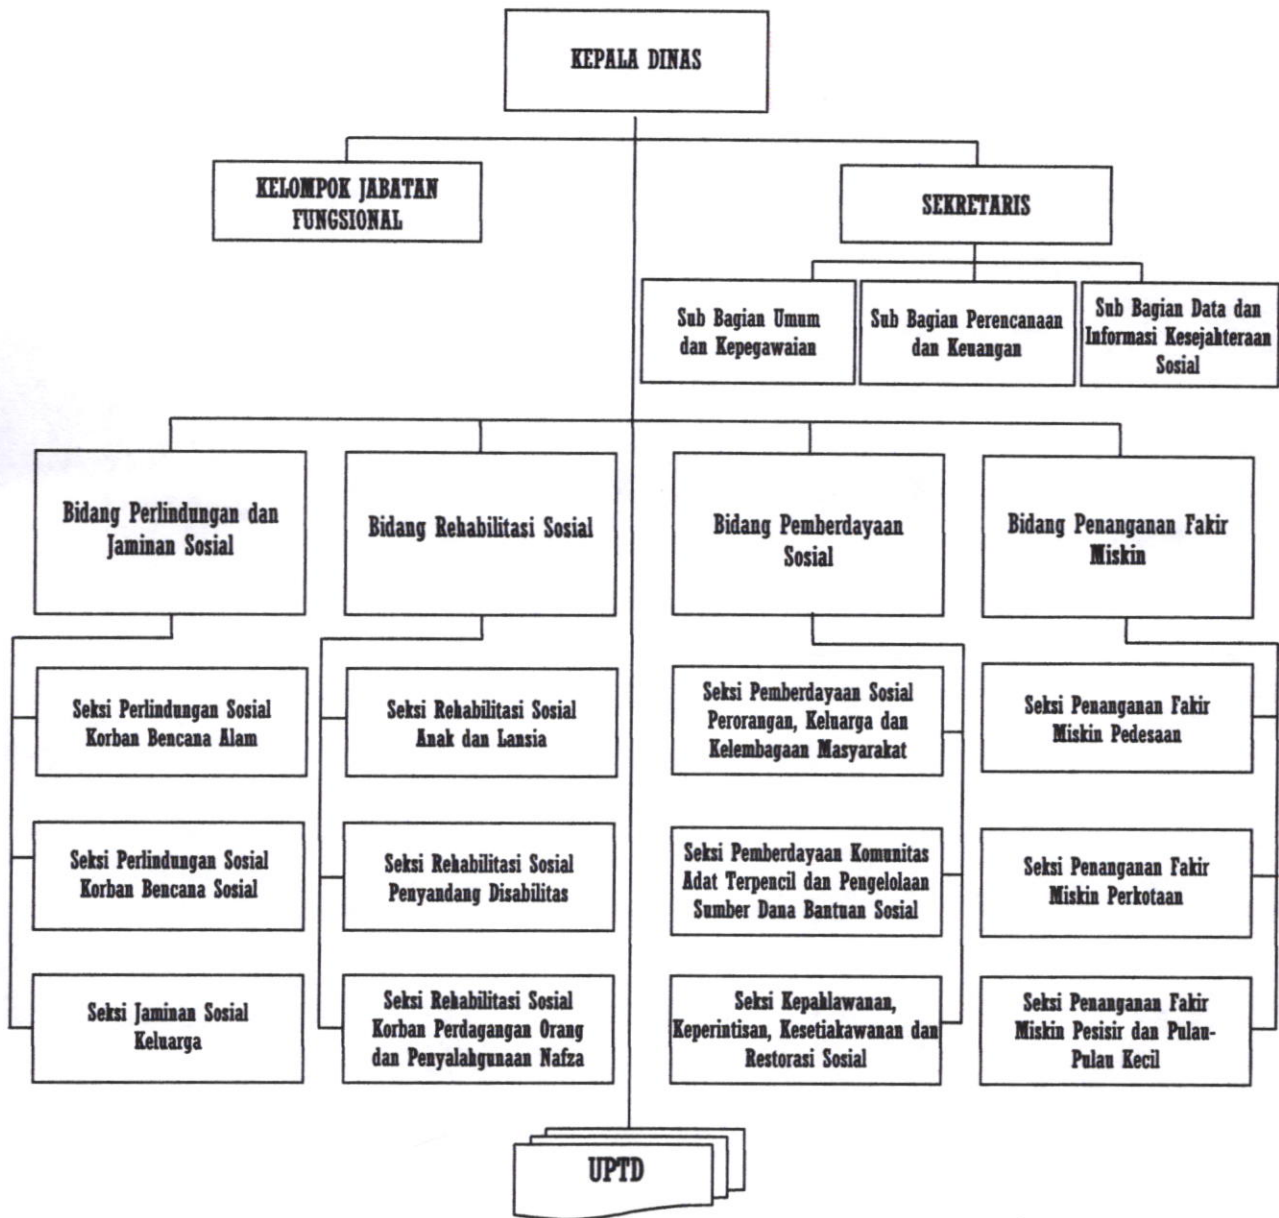 KEPALA DINAS
KELOMPOK JABATAN
FUNGSIONAL
SEKRETARIS
Sub Bagian Umum
dan Kepegawaian
Sub Bagian Perencanaan
dan Keuangan
Sub Bagian Data dan
Informasi Kesejahteraan
Sosial
Bidang Perlindungan dan
Jaminan Sosial
Bidang Rehabilitasi Sosial
Bidang Pemberdayaan
Sosial
Bidang Penanganan Fakir
Miskin
Seksi Perlindungan Sosial
Korban Bencana Alam
Seksi Rehabilitasi Sosial
Anak dan Lansia
Seksi Pemberdayaan Sosial
Perorangan, Keluarga dan
Kelembagaan Masyarakat
Seksi Penanganan Fakir
Miskin Pedesaan
Seksi Perlindungan Sosial
Korban Bencana Sosial
Seksi Rehabilitasi Sosial
Penyandang Disabilitas
Seksi Pemberdayaan Komunitas
Adat Terpencil dan Pengelolaan
Sumber Dana Bantuan Sosial
Seksi Penanganan Fakir
Miskin Perkotaan
Seksi Jaminan Sosial
Keluarga
Seksi Rehabilitasi Sosial
Korban Perdagangan Orang
dan Penyalahgunaan Nafza
Seksi Kepahlawanan,
Keperintisan, Kesetiakawanan dan
Restorasi Sosial
Seksi Penanganan Fakir
Miskin Pesisir dan Pulau-
Pulau Kecil
UPTD